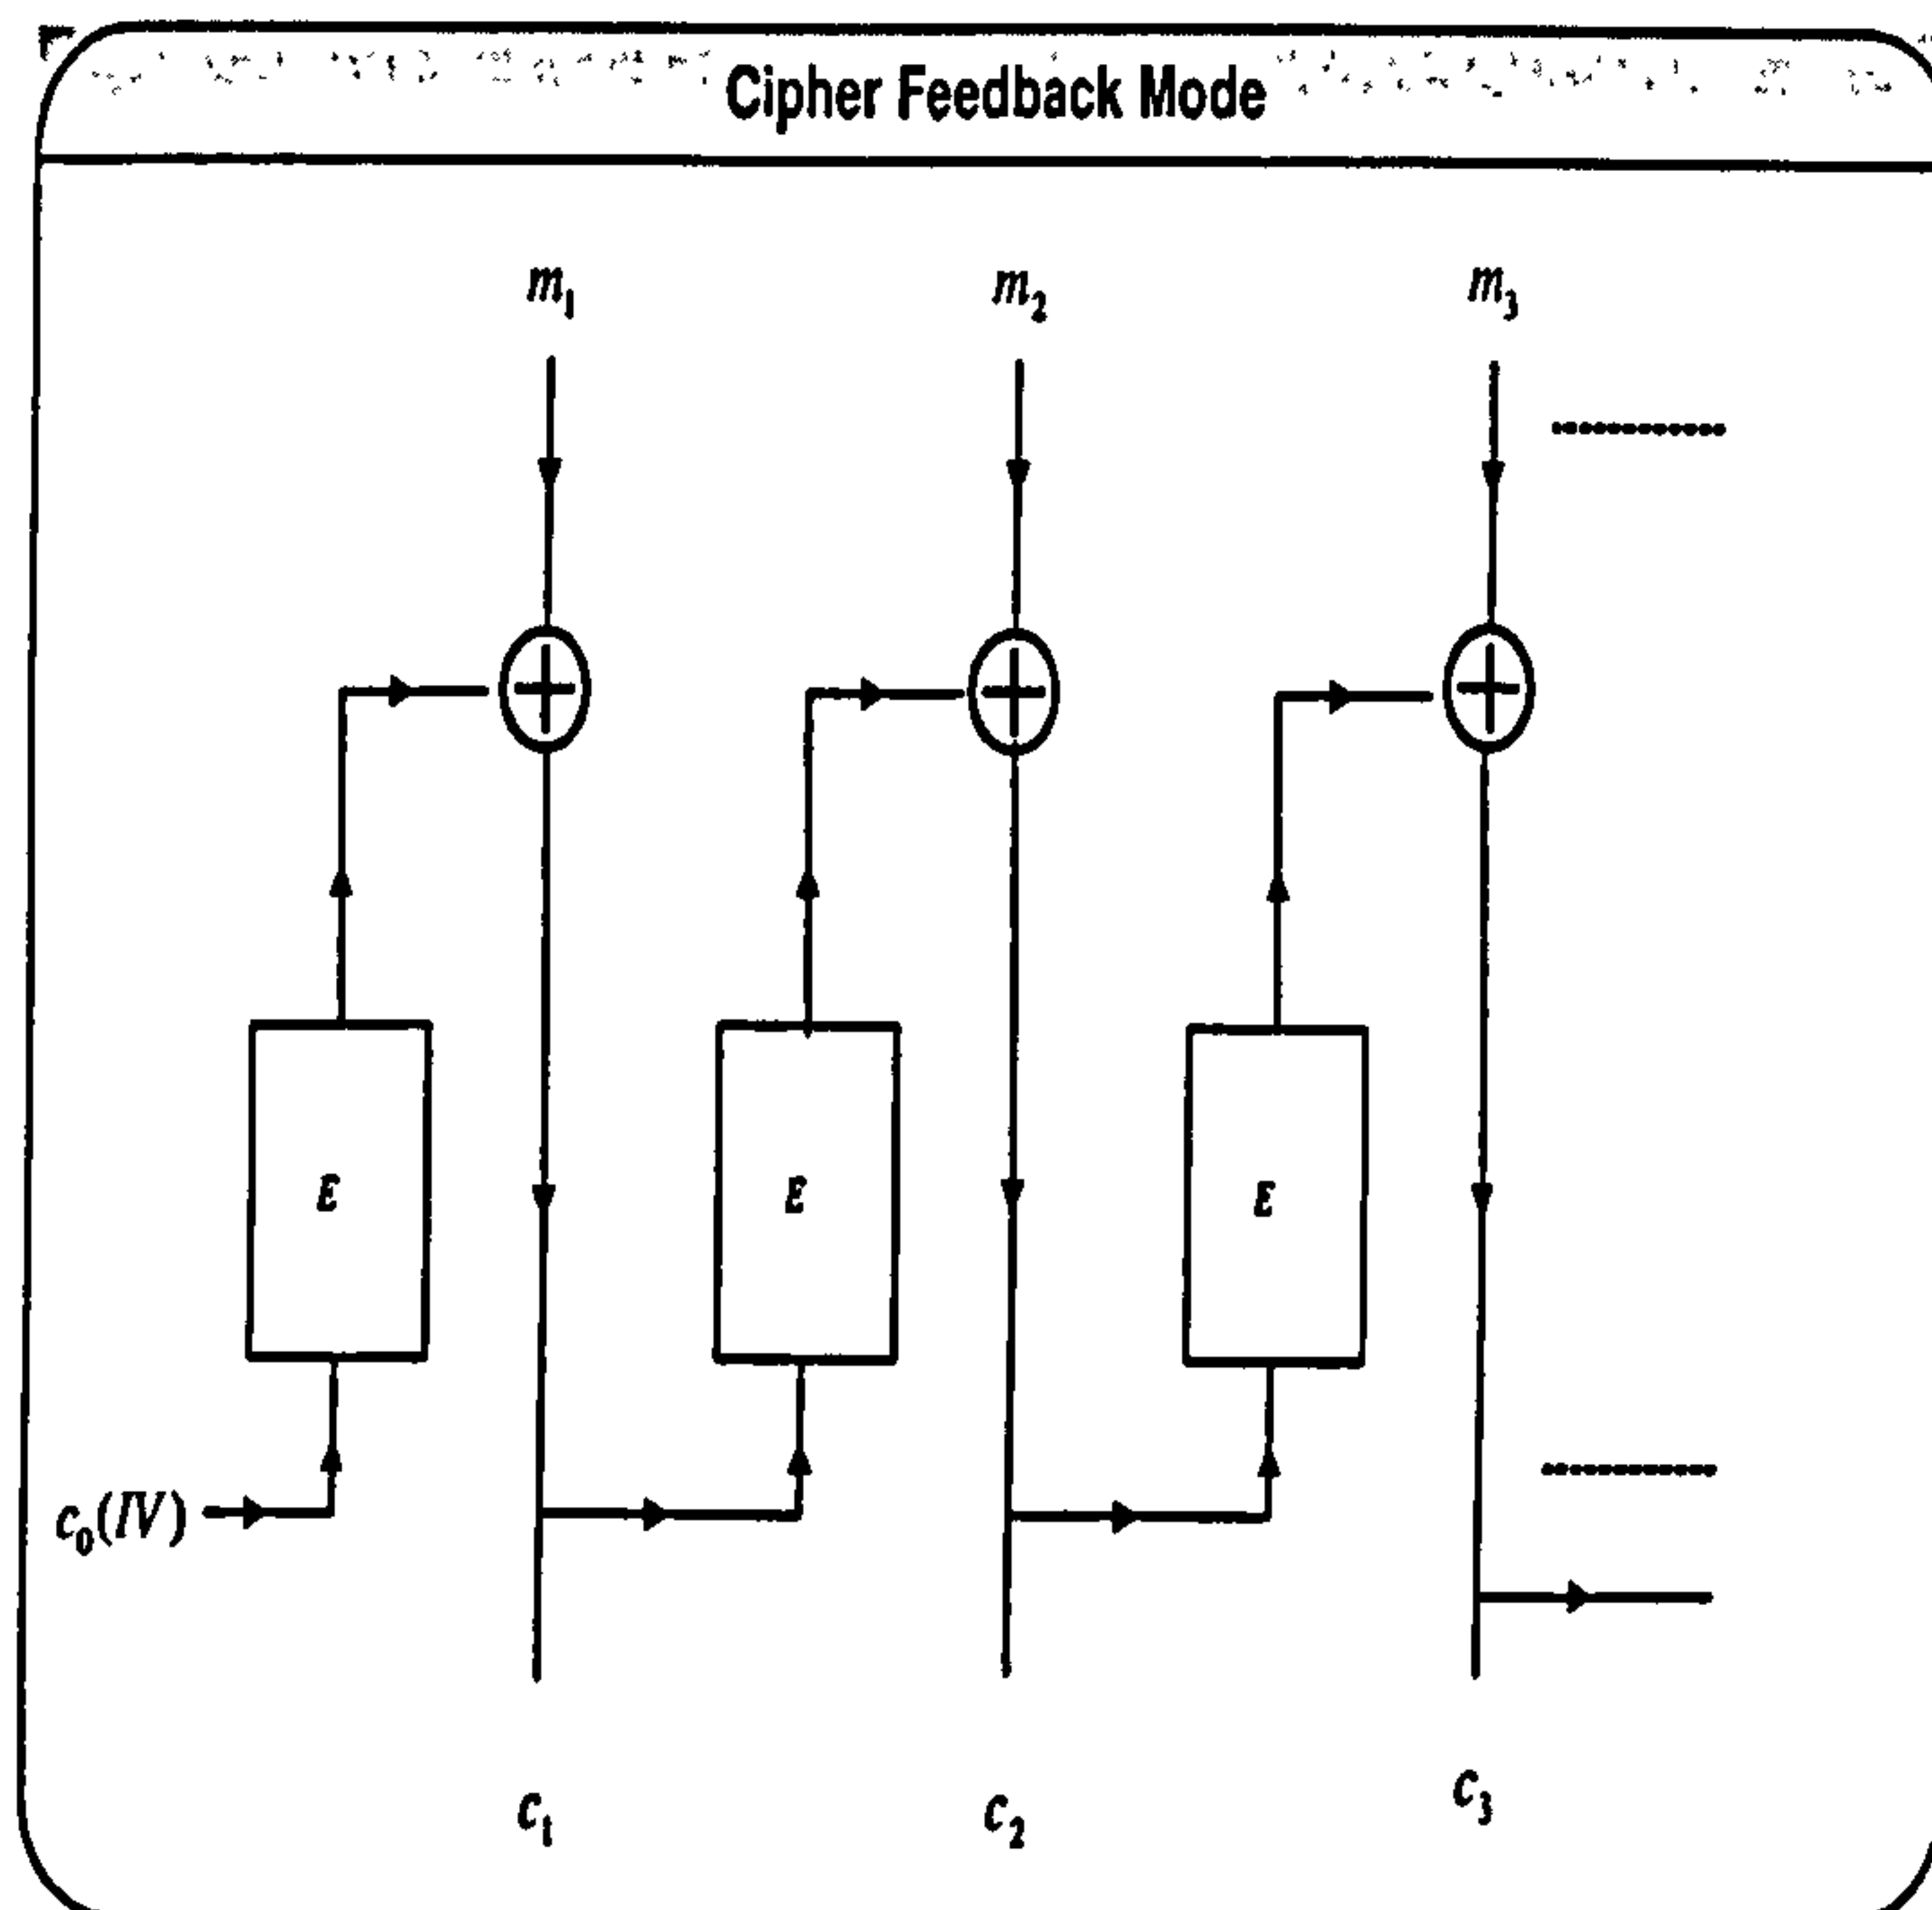 Cipher Feedback Mode
m₁ m₂ m₃
ε ε ε
c₀(IV)
c₁ c₂ c₃